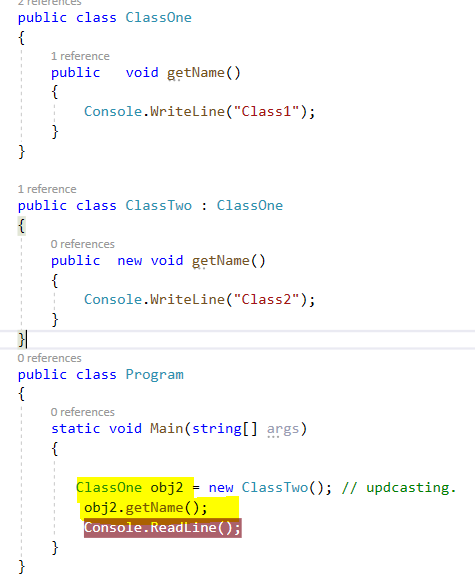 2 references
public class ClassOne
{
1 reference
public void getName()
{
Console.WriteLine("Class1");
}
}
1 reference
public class ClassTwo : ClassOne
{
0 references
public new void getName()
{
Console.WriteLine("Class2");
}
}
0 references
public class Program
{
0 references
static void Main(string[] args)
{
ClassOne obj2 = new ClassTwo(); // updcasting.
obj2.getName();
Console.ReadLine();
}
}